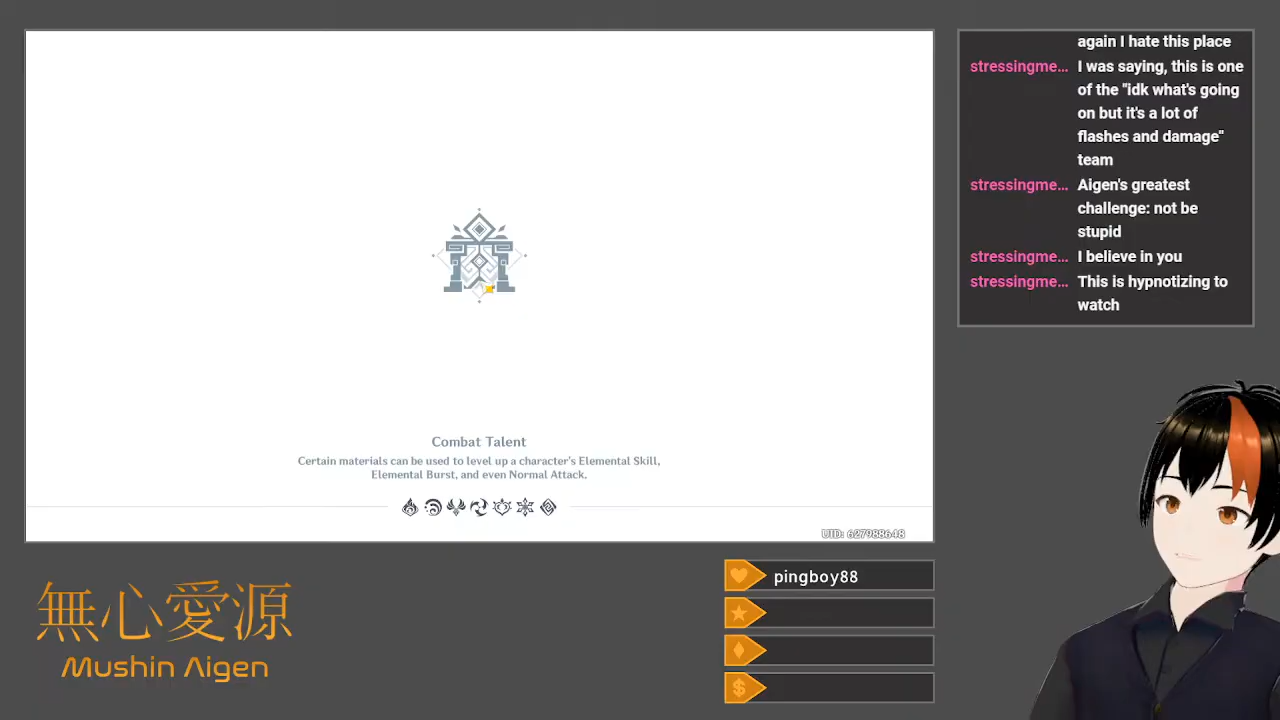 again I hate this place
stressingme... I was saying, this is one
of the "idk what's going
on but it's a lot of
flashes and damage"
team
stressingme... Aigen's greatest
challenge: not be
stupid
stressingme... I believe in you
stressingme... This is hypnotizing to
watch
Combat Talent
Certain materials can be used to level up a character's Elemental Skill,
Elemental Burst, and even Normal Attack.
UID: 627988648
pingboy88
無心愛源
Mushin Aigen